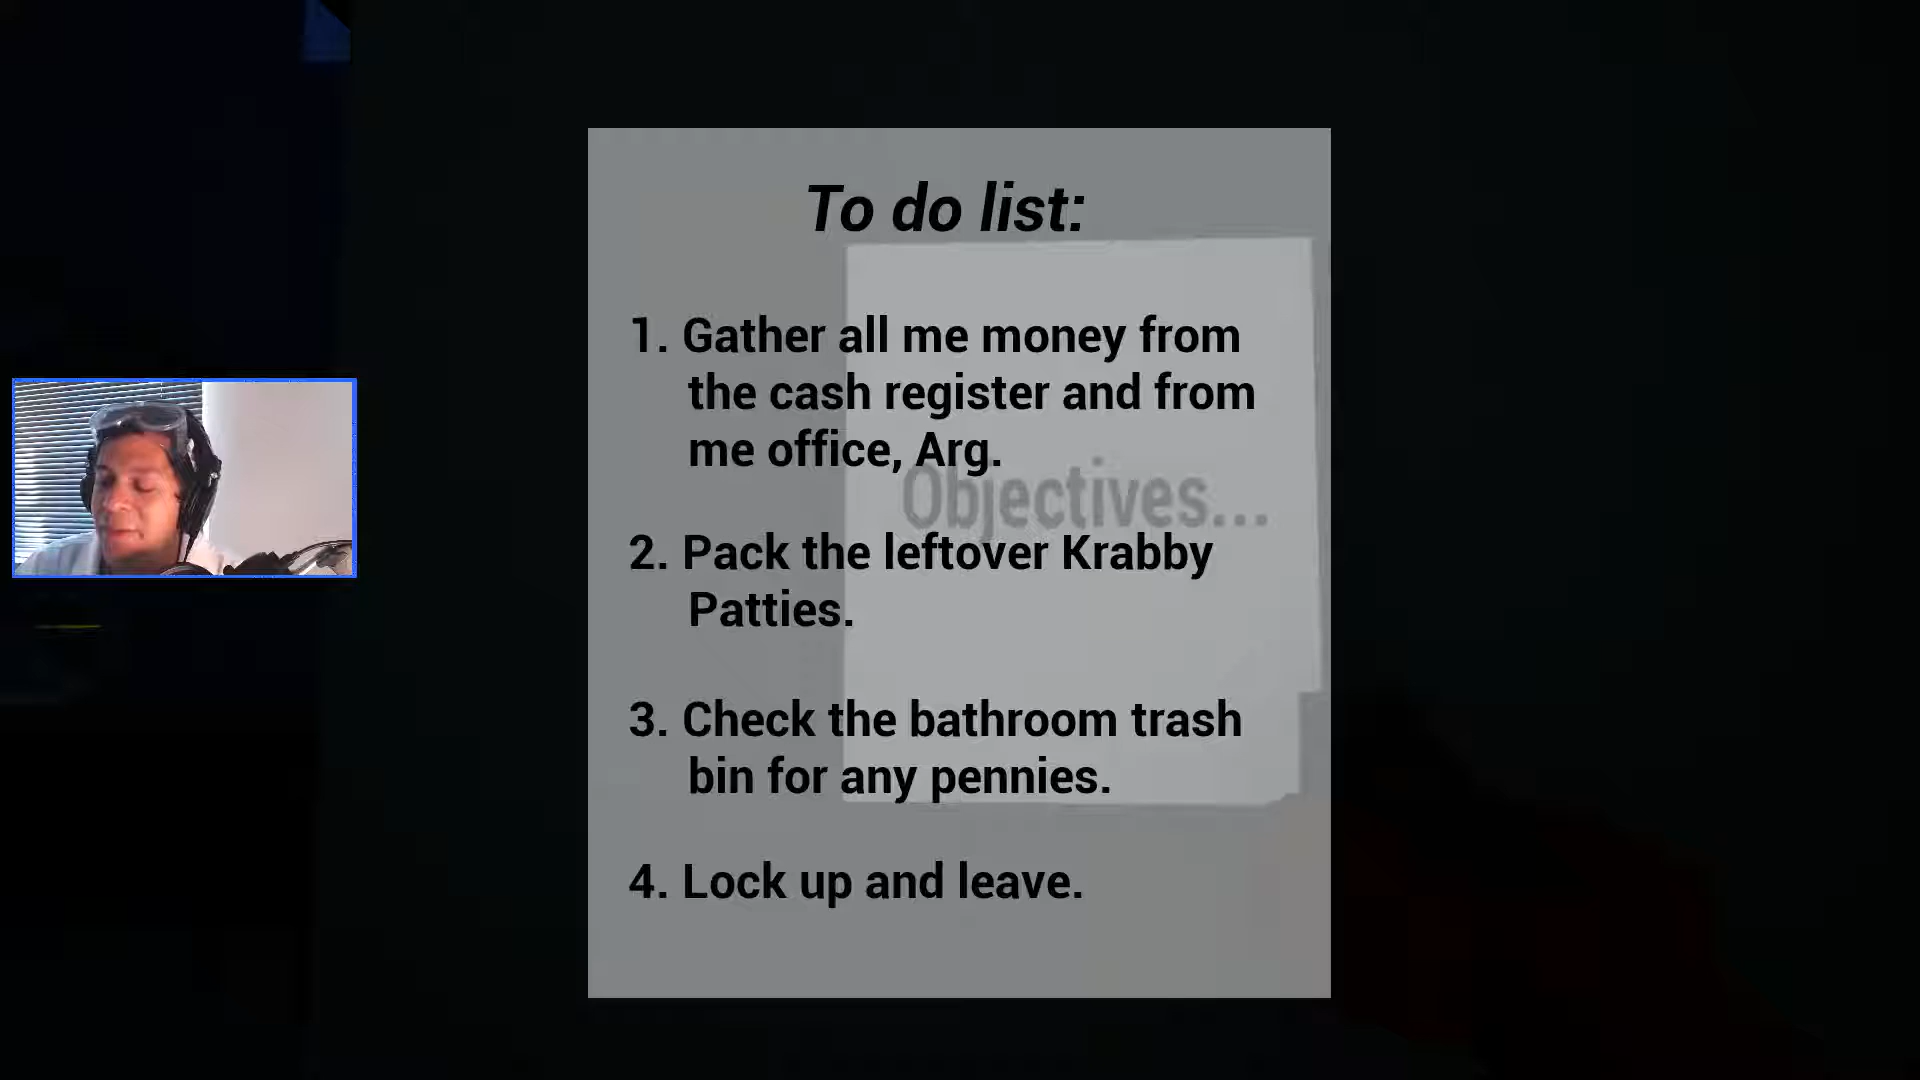 To do list:
1. Gather all me money from
the cash register and from
me office, Arg.
Objectives...
2. Pack the leftover Krabby
Patties.
3. Check the bathroom trash
bin for any pennies.
4. Lock up and leave.